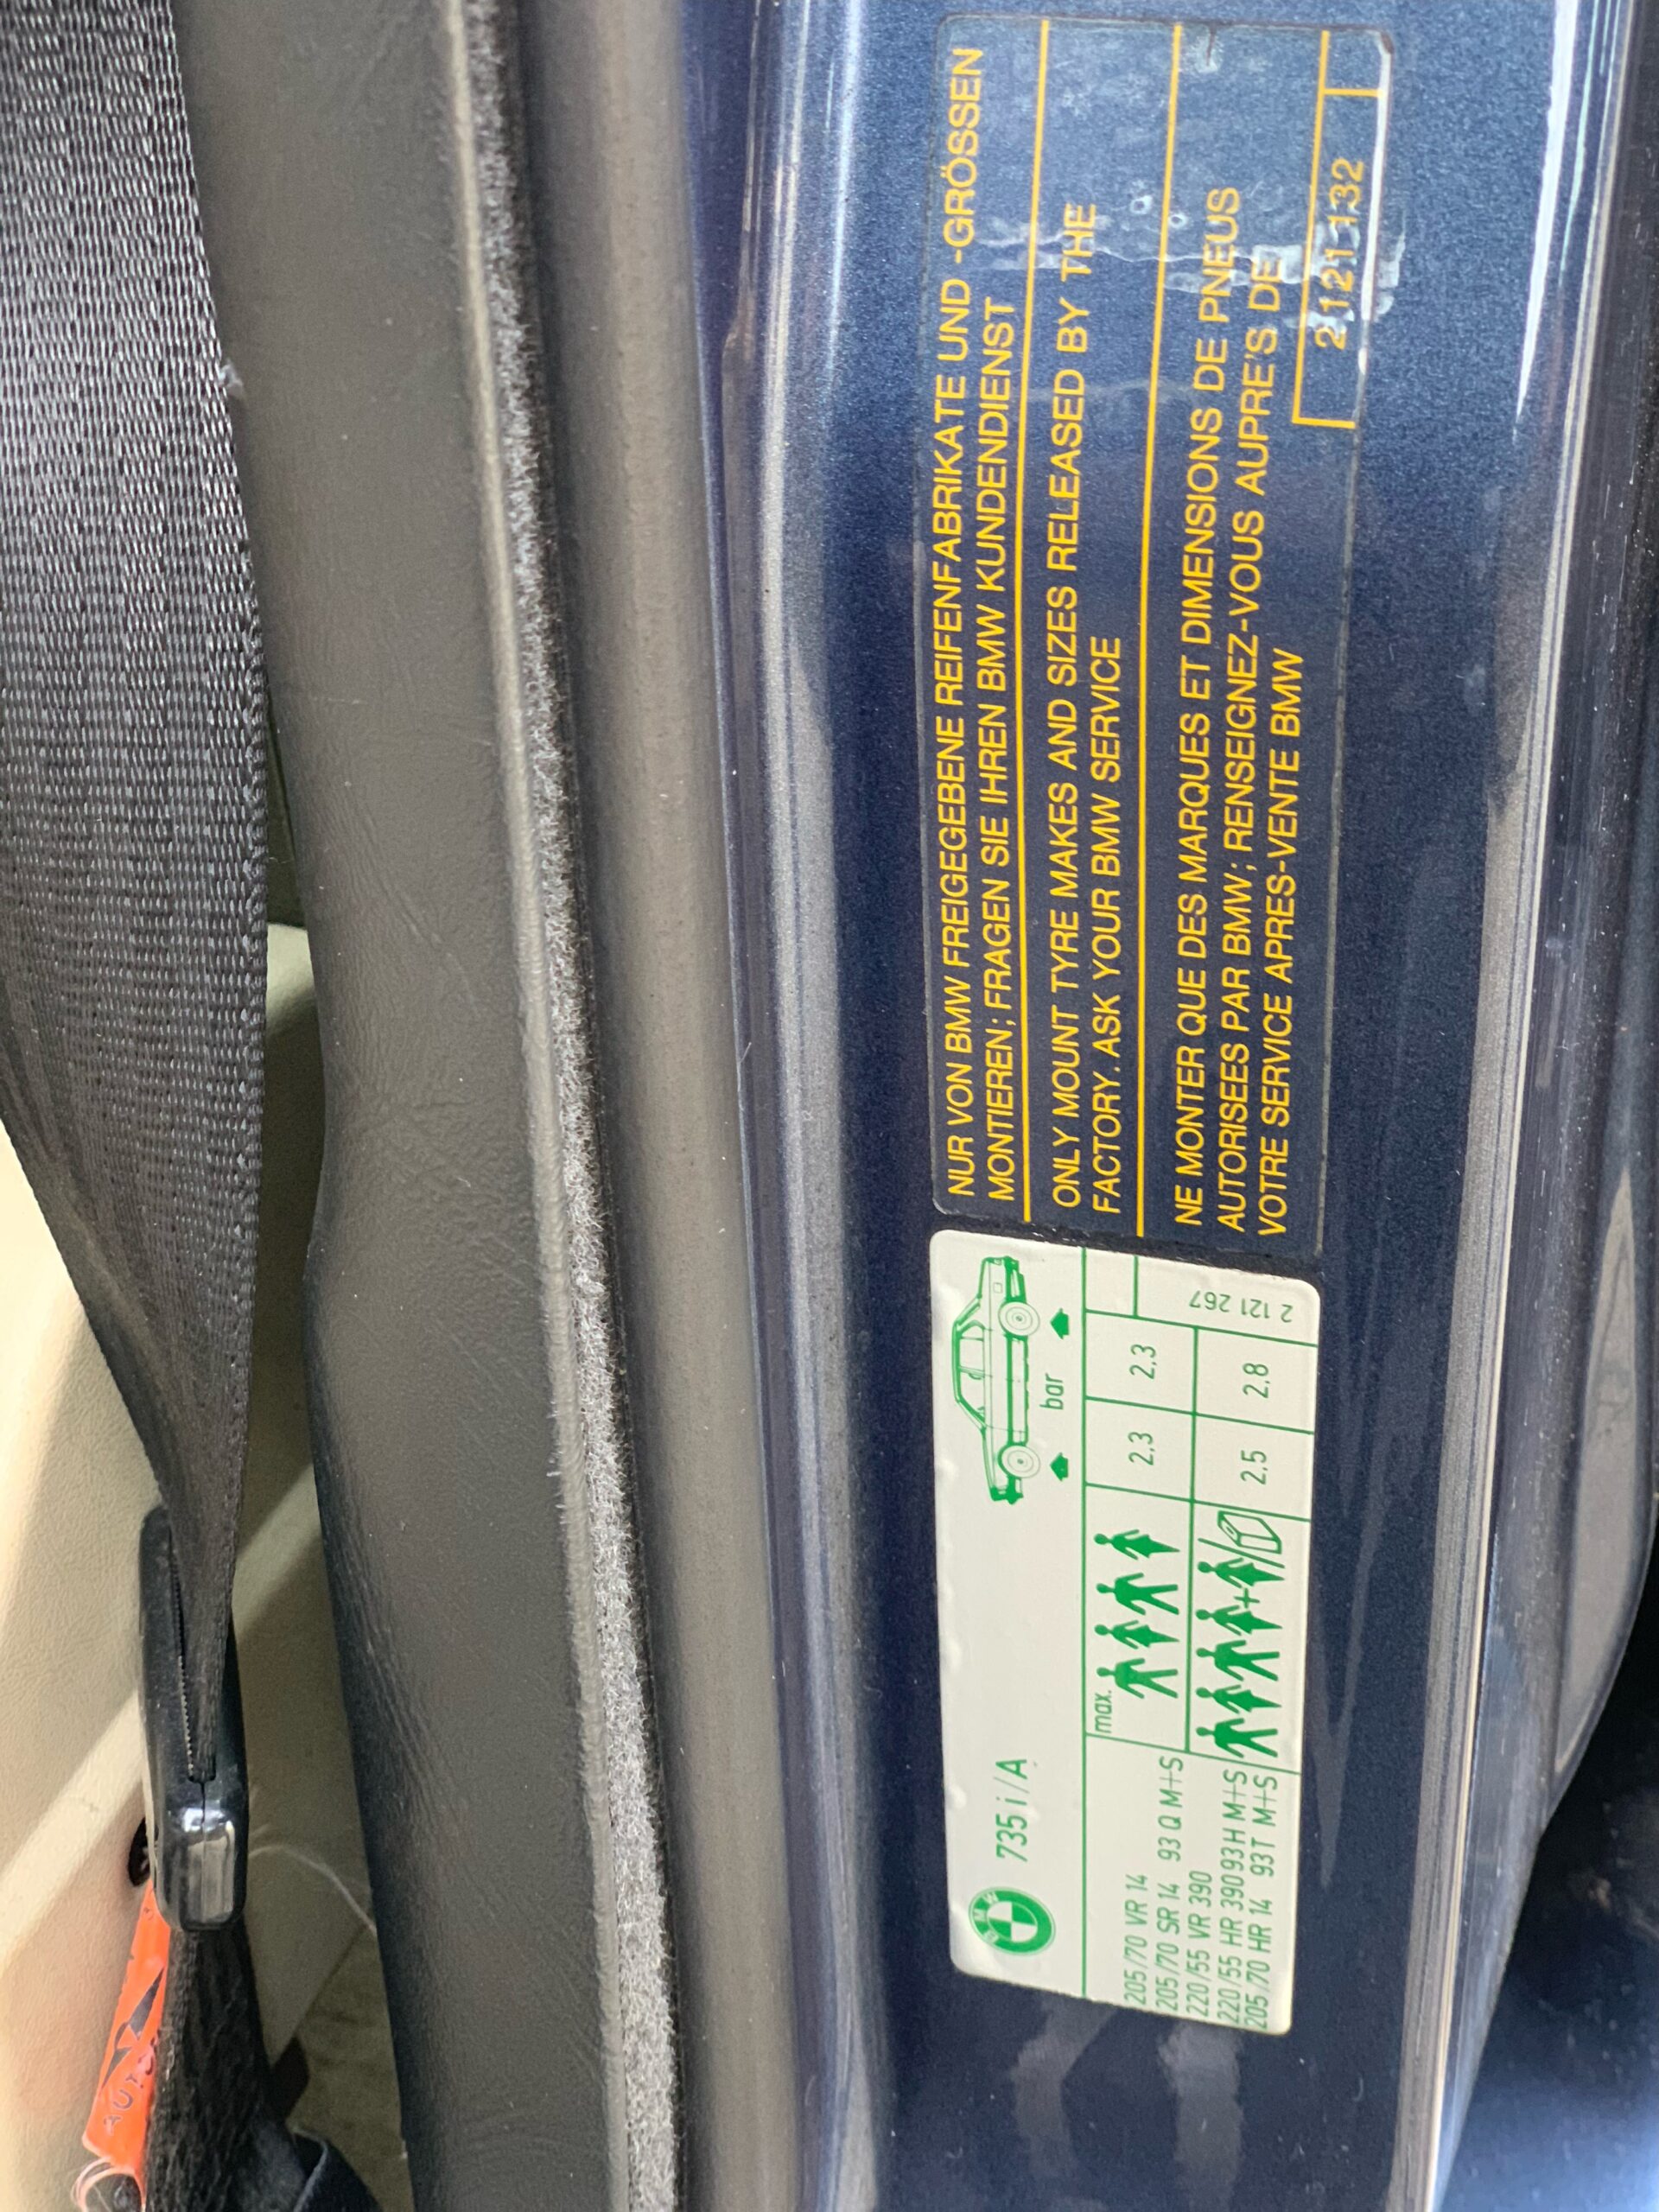 735 i/A
bar
max.
205/70 VR 14
205/70 SR 14 93 Q M+S
220/55 VR 390
220/55 HR 390 93H M+S
205/70 HR 14 93T M+S
2,3 2,3
2,5 2,8
2 121 267
NUR VON BMW FREIGEGEBENE REIFENFABRIKATE UND -GRÖSSEN
MONTIEREN; FRAGEN SIE IHREN BMW KUNDENDIENST
ONLY MOUNT TYRE MAKES AND SIZES RELEASED BY THE
FACTORY. ASK YOUR BMW SERVICE
NE MONTER QUE DES MARQUES ET DIMENSIONS DE PNEUS
AUTORISEES PAR BMW; RENSEIGNEZ-VOUS AUPRE'S DE
VOTRE SERVICE APRES-VENTE BMW
2 121 132